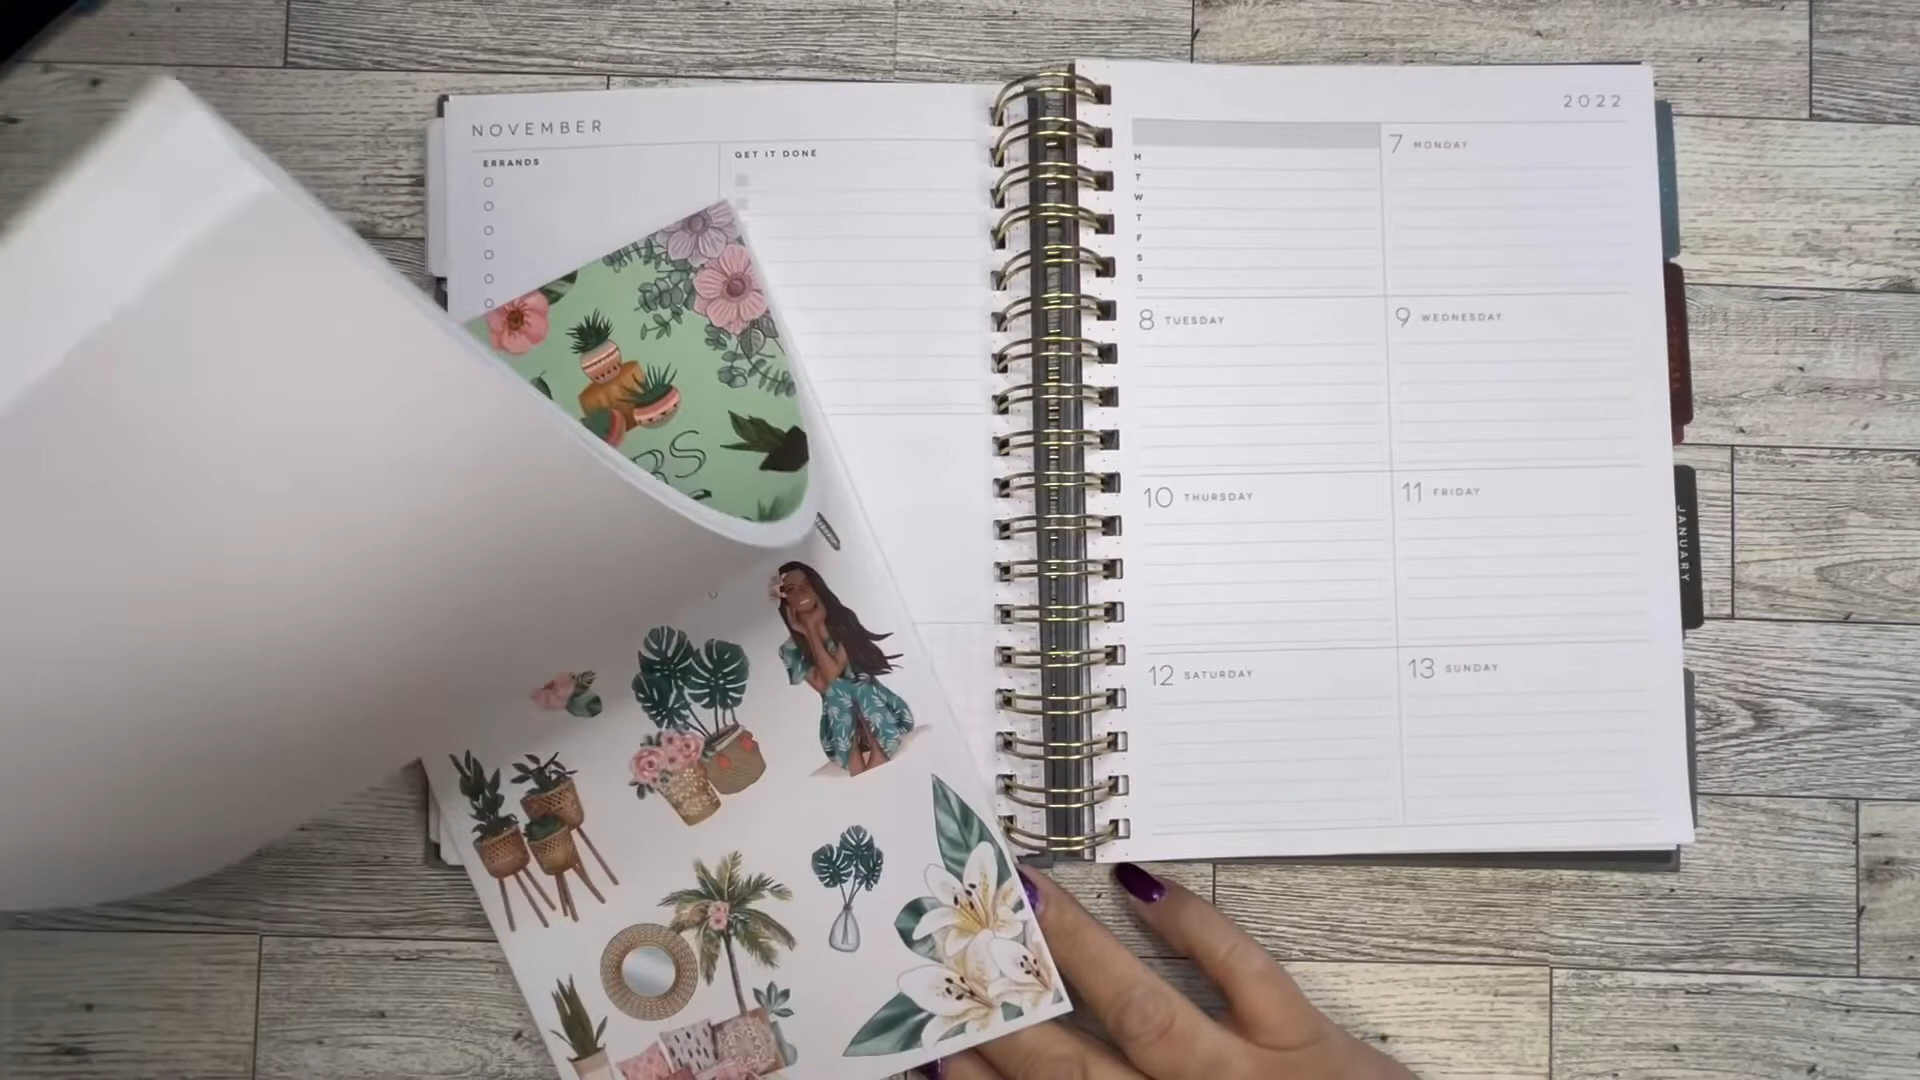 NOVEMBER
ERRANDS
GET IT DONE
2022
M
T
W
T
F
S
S
7 MONDAY
8 TUESDAY
9 WEDNESDAY
10 THURSDAY
11 FRIDAY
12 SATURDAY
13 SUNDAY
JANUARY